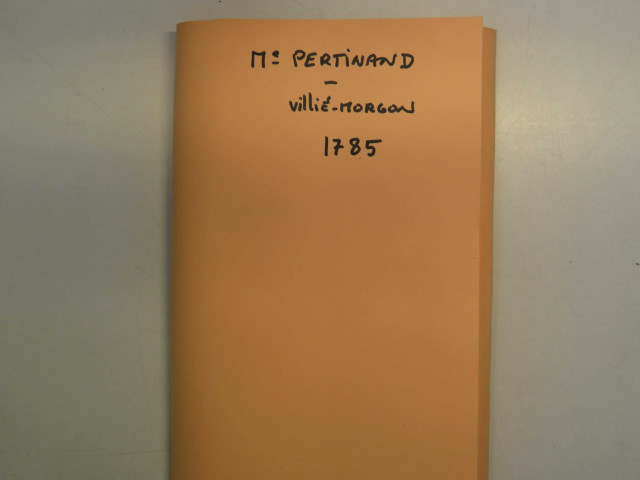 Me PERTINAND
-
Villié-MORGON
1785